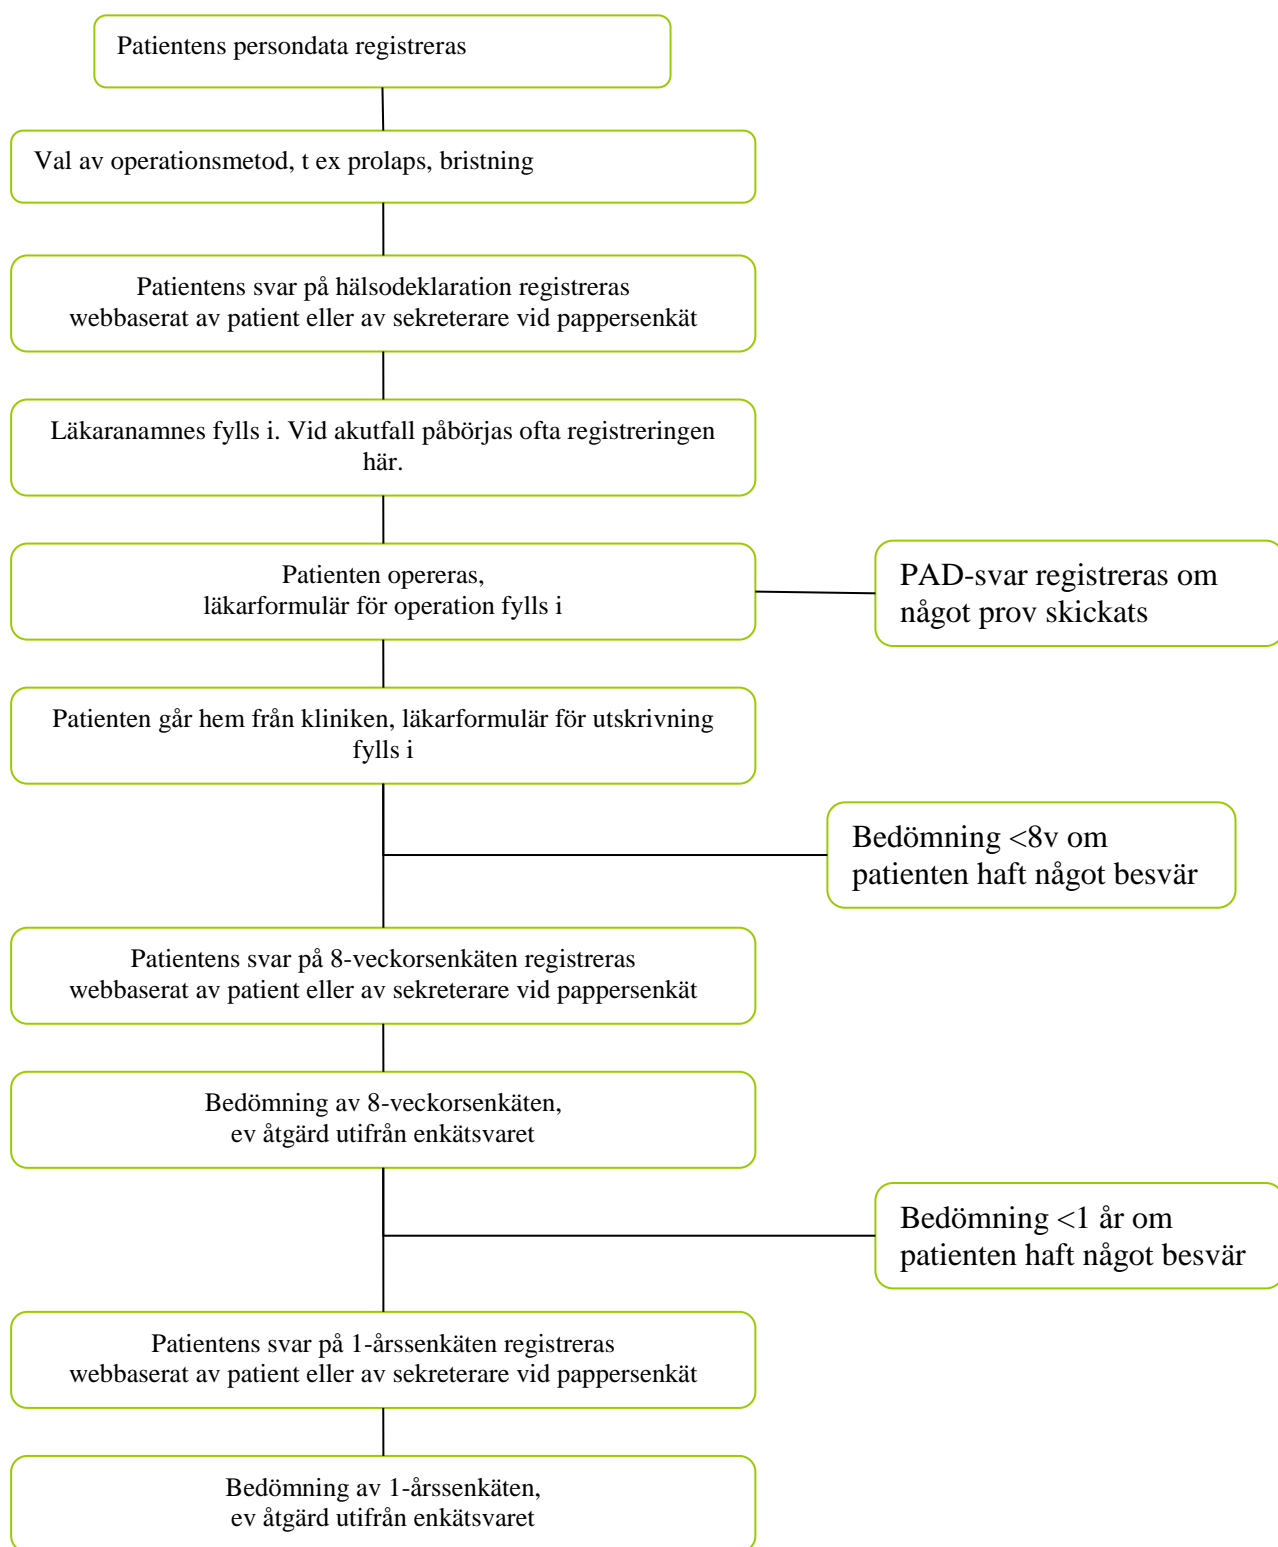 Patientens persondata registreras
Val av operationsmetod, t ex prolaps, bristning
Patientens svar på hälsodeklaration registreras
webbaserat av patient eller av sekreterare vid pappersenkät
Läkaranamnes fylls i. Vid akutfall påbörjas ofta registreringen
här.
Patienten opereras,
läkarformulär för operation fylls i
PAD-svar registreras om
något prov skickats
Patienten går hem från kliniken, läkarformulär för utskrivning
fylls i
Bedömning <8v om
patienten haft något besvär
Patientens svar på 8-veckorsenkäten registreras
webbaserat av patient eller av sekreterare vid pappersenkät
Bedömning av 8-veckorsenkäten,
ev åtgärd utifrån enkätsvaret
Bedömning <1 år om
patienten haft något besvär
Patientens svar på 1-årssenkäten registreras
webbaserat av patient eller av sekreterare vid pappersenkät
Bedömning av 1-årssenkäten,
ev åtgärd utifrån enkätsvaret